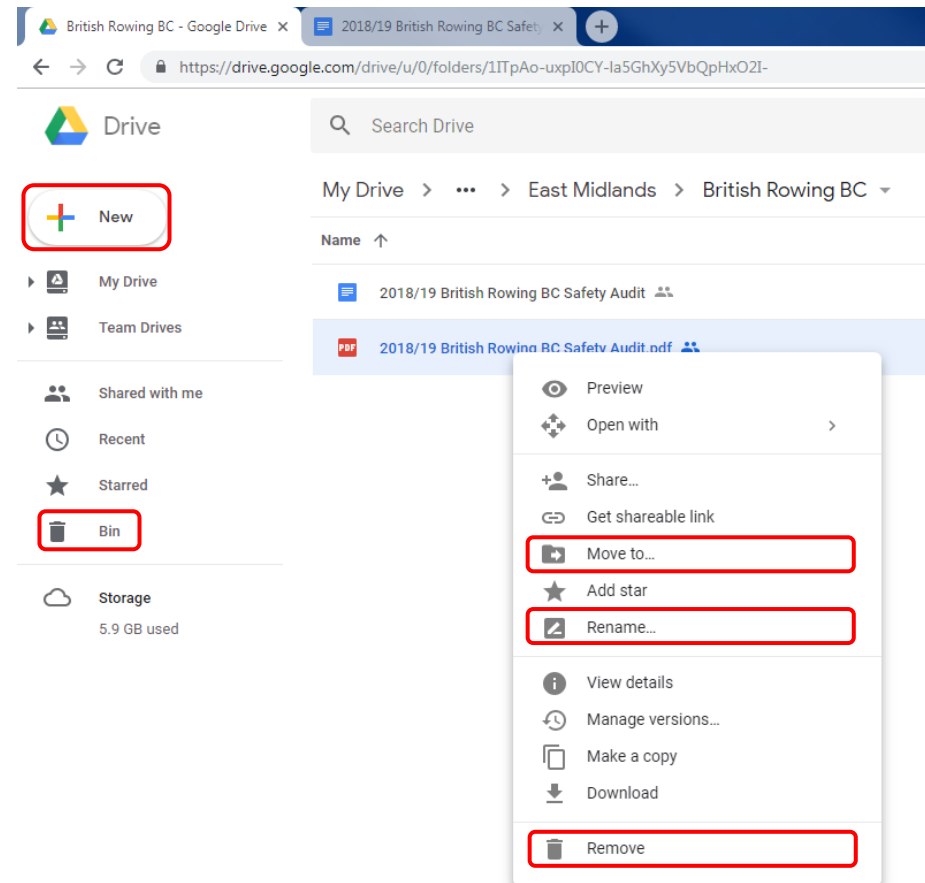 British Rowing BC - Google Drive
2018/19 British Rowing BC Safety
https://drive.google.com/drive/u/0/folders/1ITpAo-uxpI0CY-Ia5GhXy5VbQpHxO2I-
Drive
Search Drive
New
My Drive > ••• > East Midlands > British Rowing BC
Name
My Drive
2018/19 British Rowing BC Safety Audit
Team Drives
PDF 2018/19 British Rowing BC Safety Audit.pdf
Shared with me
Recent
Starred
Bin
Storage
5.9 GB used
Preview
Open with
Share...
Get shareable link
Move to...
Add star
Rename...
View details
Manage versions...
Make a copy
Download
Remove